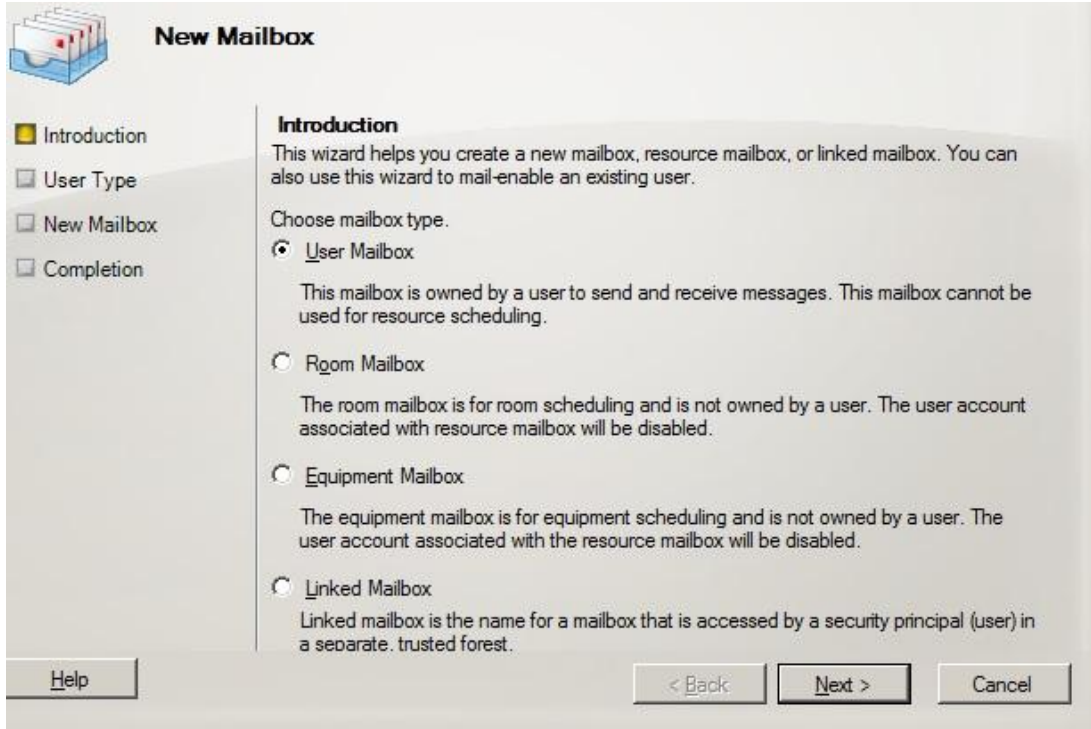 New Mailbox
Introduction
User Type
New Mailbox
Completion
Introduction
This wizard helps you create a new mailbox, resource mailbox, or linked mailbox. You can
also use this wizard to mail-enable an existing user.
Choose mailbox type.
User Mailbox
This mailbox is owned by a user to send and receive messages. This mailbox cannot be
used for resource scheduling.
Room Mailbox
The room mailbox is for room scheduling and is not owned by a user. The user account
associated with resource mailbox will be disabled.
Equipment Mailbox
The equipment mailbox is for equipment scheduling and is not owned by a user. The
user account associated with the resource mailbox will be disabled.
Linked Mailbox
Linked mailbox is the name for a mailbox that is accessed by a security principal (user) in
a separate, trusted forest.
Help
< Back
Next >
Cancel